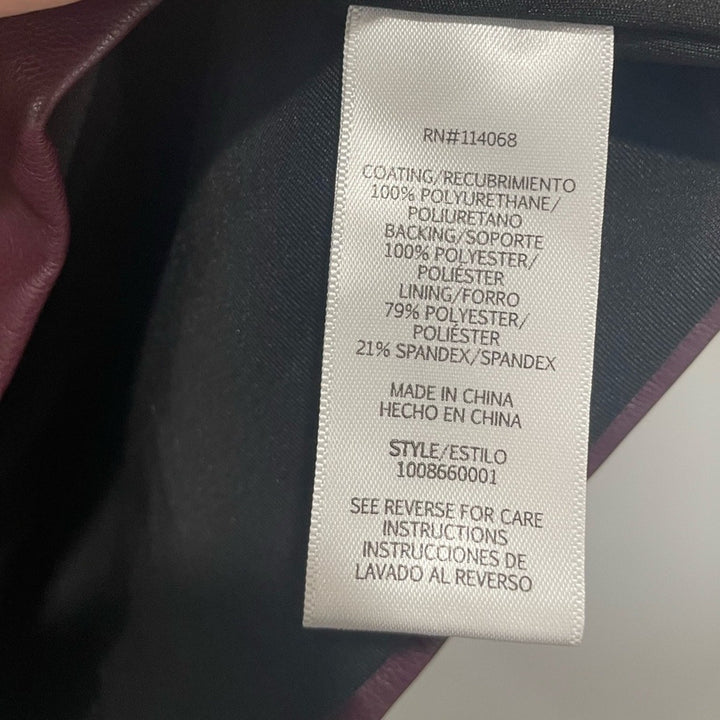 RN#114068
COATING/RECUBRIMIENTO
100% POLYURETHANE/
POLIURETANO
BACKING/SOPORTE
100% POLYESTER/
POLIÉSTER
LINING/FORRO
79% POLYESTER/
POLIÉSTER
21% SPANDEX/SPANDEX
MADE IN CHINA
HECHO EN CHINA
STYLE/ESTILO
1008660001
SEE REVERSE FOR CARE
INSTRUCTIONS
INSTRUCCIONES DE
LAVADO AL REVERSO